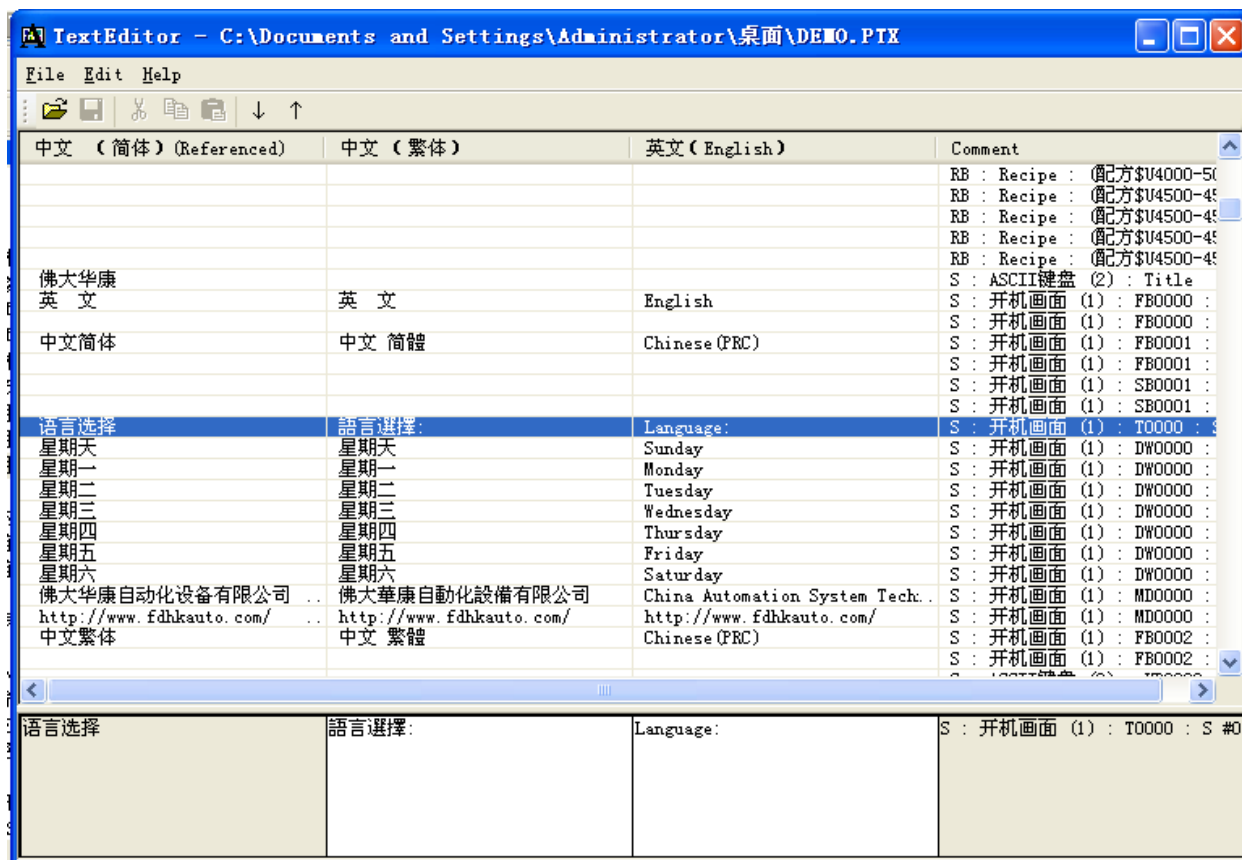 TextEditor - C:\Documents and Settings\Administrator\桌面\DEMO.PTX
File Edit Help
中文 (简体)(Referenced) 中文 (繁体) 英文(English) Comment
RB : Recipe : (配方$U4000-50
RB : Recipe : (配方$U4500-45
RB : Recipe : (配方$U4500-45
RB : Recipe : (配方$U4500-45
RB : Recipe : (配方$U4500-45
佛大华康 S : ASCII键盘 (2) : Title
英 文 英 文 English S : 开机画面 (1) : FB0000 :
S : 开机画面 (1) : FB0000 :
中文简体 中文 简體 Chinese(PRC) S : 开机画面 (1) : FB0001 :
S : 开机画面 (1) : FB0001 :
S : 开机画面 (1) : SB0001 :
S : 开机画面 (1) : SB0001 :
语言选择 語言選擇: Language: S : 开机画面 (1) : T0000 : S
星期天 星期天 Sunday S : 开机画面 (1) : DW0000 :
星期一 星期一 Monday S : 开机画面 (1) : DW0000 :
星期二 星期二 Tuesday S : 开机画面 (1) : DW0000 :
星期三 星期三 Wednesday S : 开机画面 (1) : DW0000 :
星期四 星期四 Thursday S : 开机画面 (1) : DW0000 :
星期五 星期五 Friday S : 开机画面 (1) : DW0000 :
星期六 星期六 Saturday S : 开机画面 (1) : DW0000 :
佛大华康自动化设备有限公司 .. 佛大華康自動化設備有限公司 China Automation System Tech.. S : 开机画面 (1) : MD0000 :
http://www.fdhkauto.com/ .. http://www.fdhkauto.com/ http://www.fdhkauto.com/ S : 开机画面 (1) : MD0000 :
中文繁体 中文 繁體 Chinese(PRC) S : 开机画面 (1) : FB0002 :
S : 开机画面 (1) : FB0002 :
语言选择 語言選擇: Language: S : 开机画面 (1) : T0000 : S #0